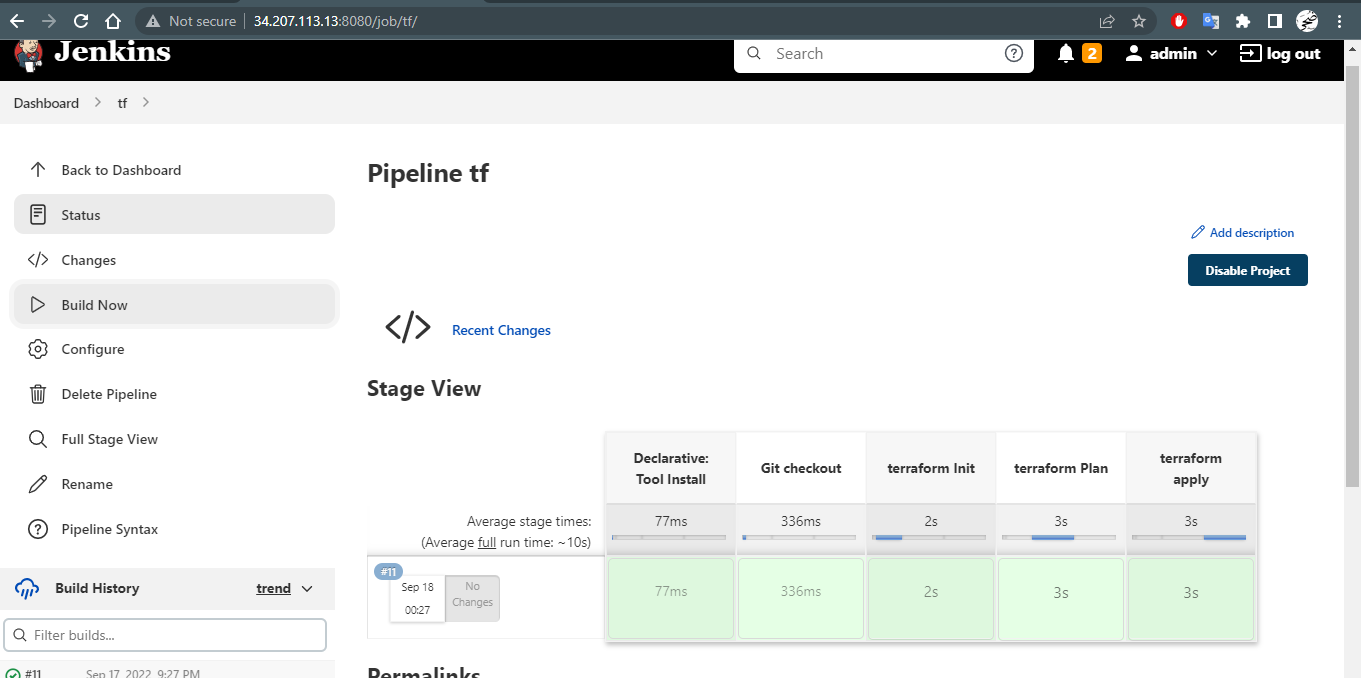 Not secure
34.207.113.13:8080/job/tf/
Jenkins
Search
2
admin
log out
Dashboard
tf
Back to Dashboard
Status
Changes
Build Now
Configure
Delete Pipeline
Full Stage View
Rename
Pipeline Syntax
Build History
trend
Filter builds...
#11
Sep 17, 2022, 9:27 PM
Pipeline tf
Add description
Disable Project
Recent Changes
Stage View
Declarative:
Tool Install
Git checkout
terraform Init
terraform Plan
terraform
apply
Average stage times:
(Average full run time: ~10s)
77ms
336ms
2s
3s
3s
#11
Sep 18
00:27
No
Changes
77ms
336ms
2s
3s
3s
Permalinks